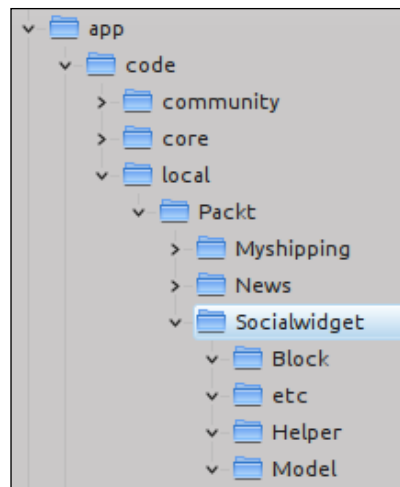 app
code
community
core
local
Packt
Myshipping
News
Socialwidget
Block
etc
Helper
Model